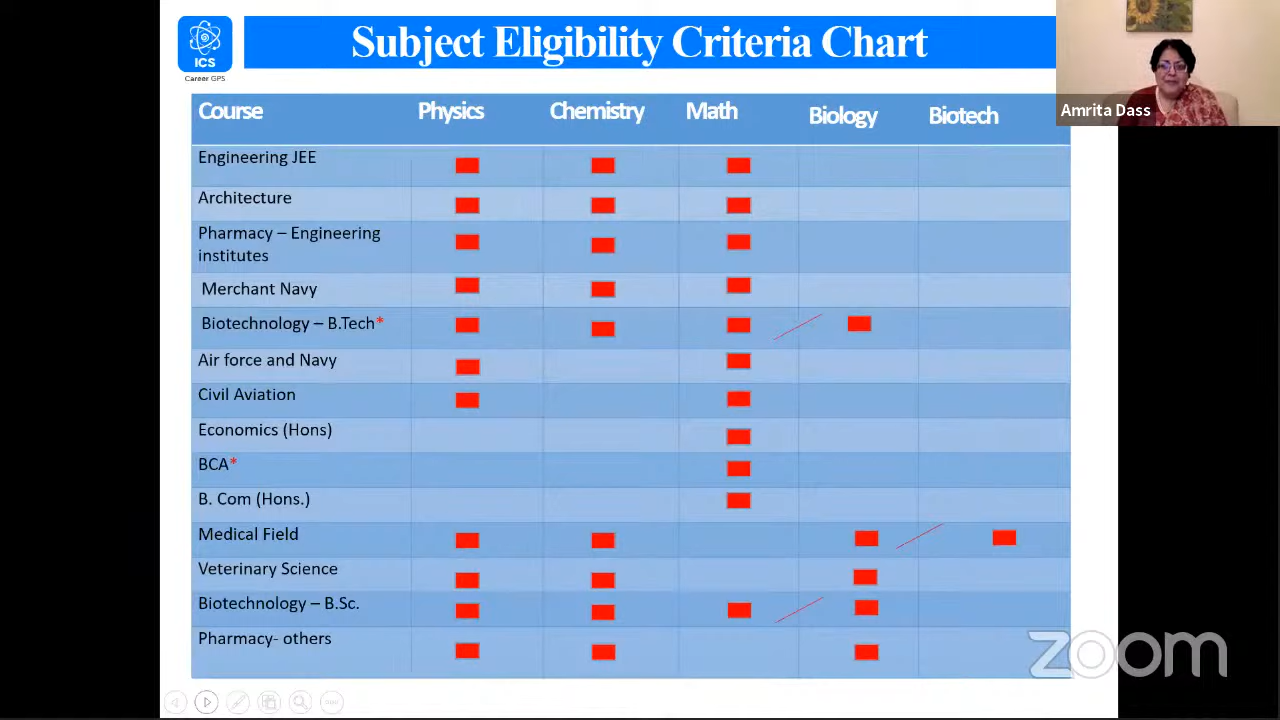 Subject Eligibility Criteria Chart
ICS
Career GPS
Amrita Dass
Course Physics Chemistry Math Biology Biotech
Engineering JEE
Architecture
Pharmacy – Engineering
institutes
Merchant Navy
Biotechnology – B.Tech*
Air force and Navy
Civil Aviation
Economics (Hons)
BCA*
B. Com (Hons.)
Medical Field
Veterinary Science
Biotechnology – B.Sc.
Pharmacy- others
zoom